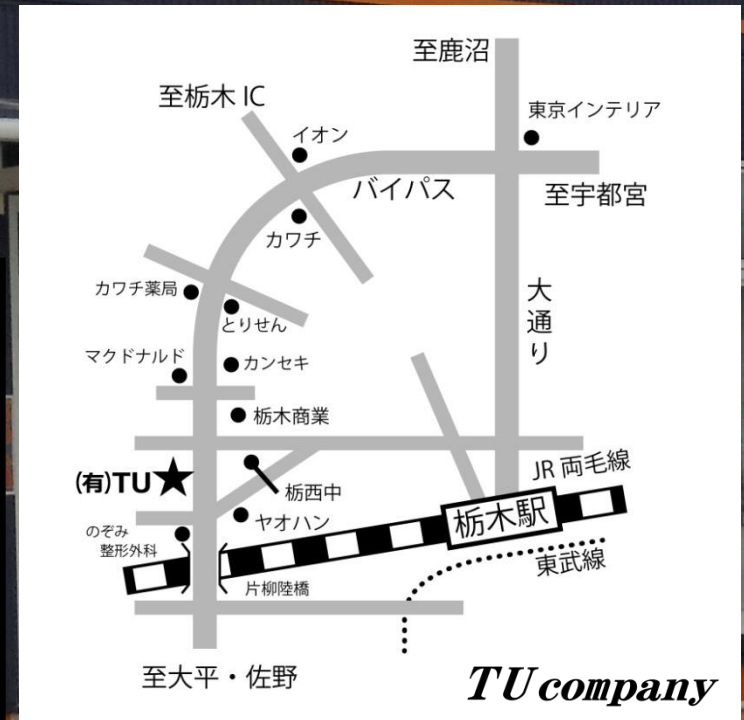 至鹿沼
至栃木 IC
東京インテリア
イオン
バイパス
至宇都宮
カワチ
カワチ薬局
とりせん
大通り
マクドナルド
カンセキ
栃木商業
(有)TU★
栃西中
JR 両毛線
ヤオハン
栃木駅
のぞみ
整形外科
東武線
片柳陸橋
至大平・佐野
TU company